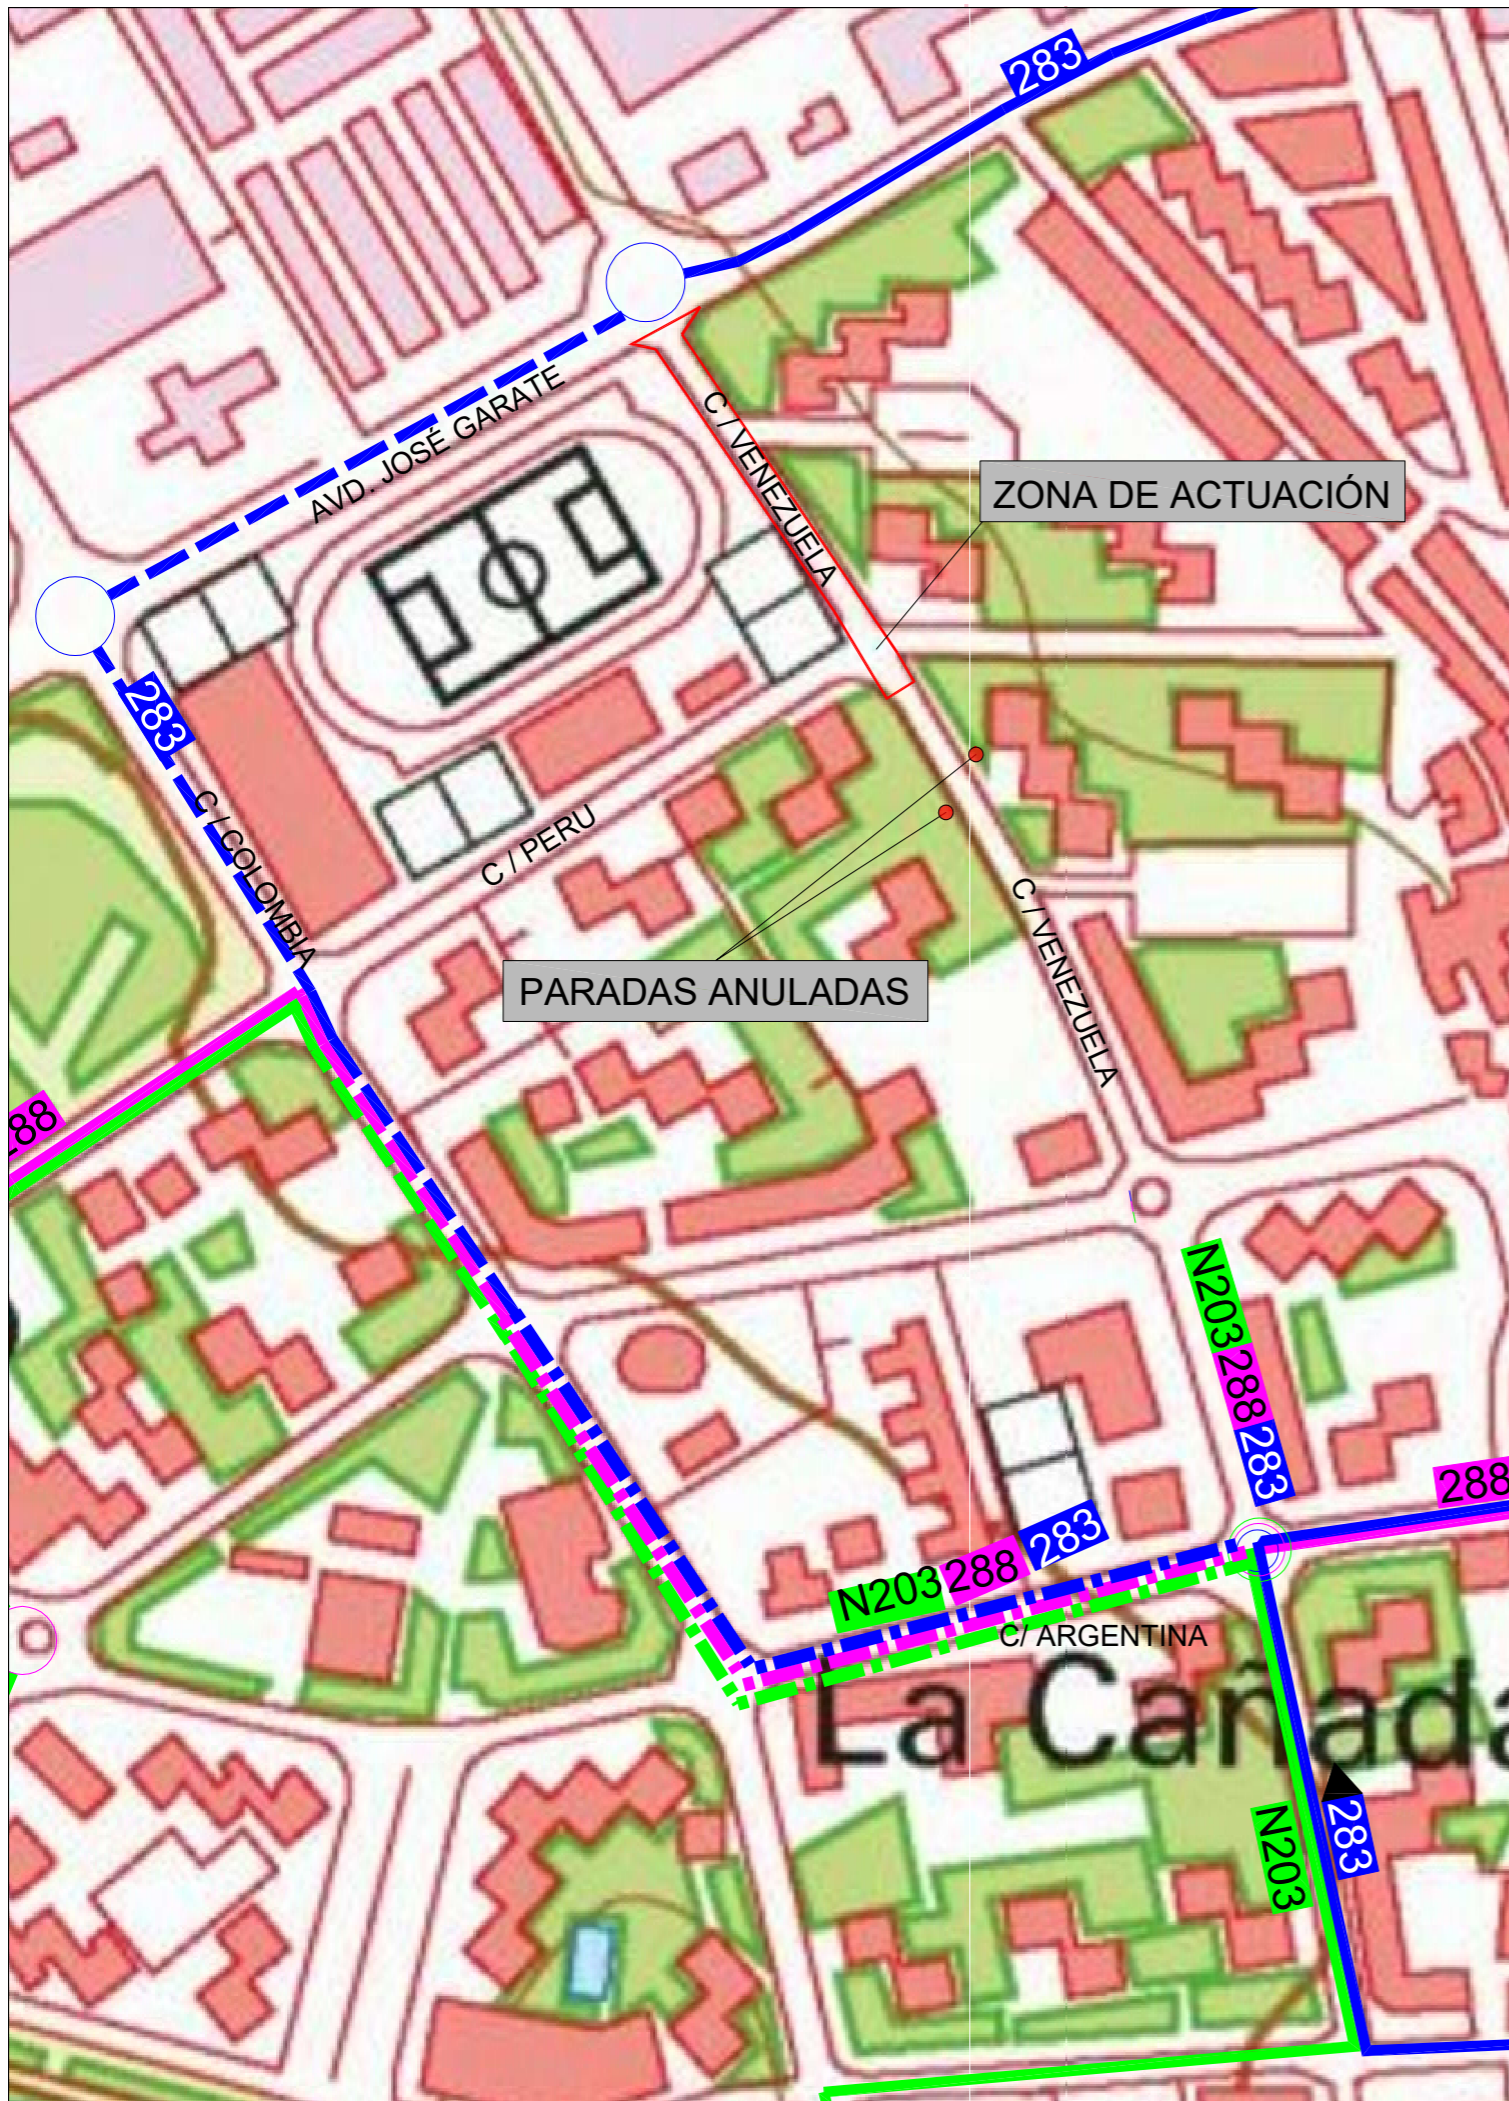 283
AVD. JOSÉ GARATE
C / VENEZUELA
ZONA DE ACTUACIÓN
283
C / COLOMBIA
C / PERU
C / VENEZUELA
PARADAS ANULADAS
288
N203 288 283
288
N203 288 283
C/ ARGENTINA
La Cañada
N203
283